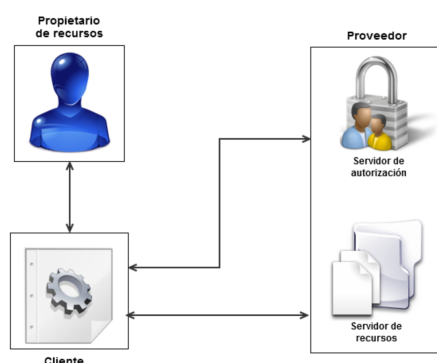 Propietario
de recursos
Proveedor
Servidor de
autorización
Servidor de
recursos
Cliente